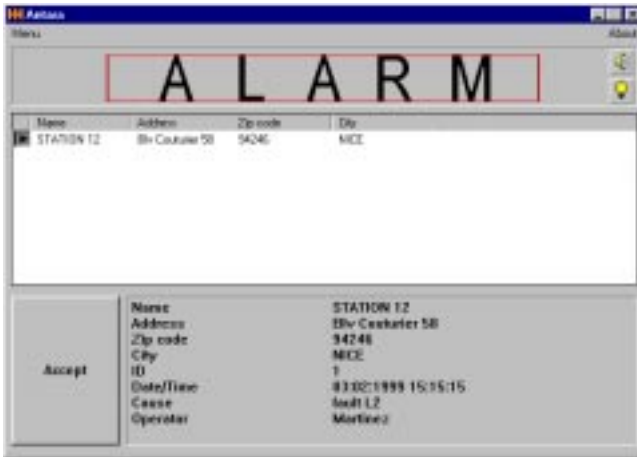 Antara
Menu About
A L A R M
Name Address Zip code City
STATION 12 Blv Couturier 58 94246 NICE
Name STATION 12
Address Blv Couturier 58
Zip code 94246
City NICE
ID 1
Date/Time 03:02:1999 15:15:15
Cause fault L2
Operator Martinez
Accept